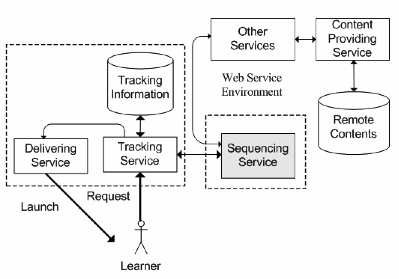 Other
Services
Content
Providing
Service
Tracking
Information
Web Service
Environment
Remote
Contents
Delivering
Service
Tracking
Service
Sequencing
Service
Request
Launch
Learner